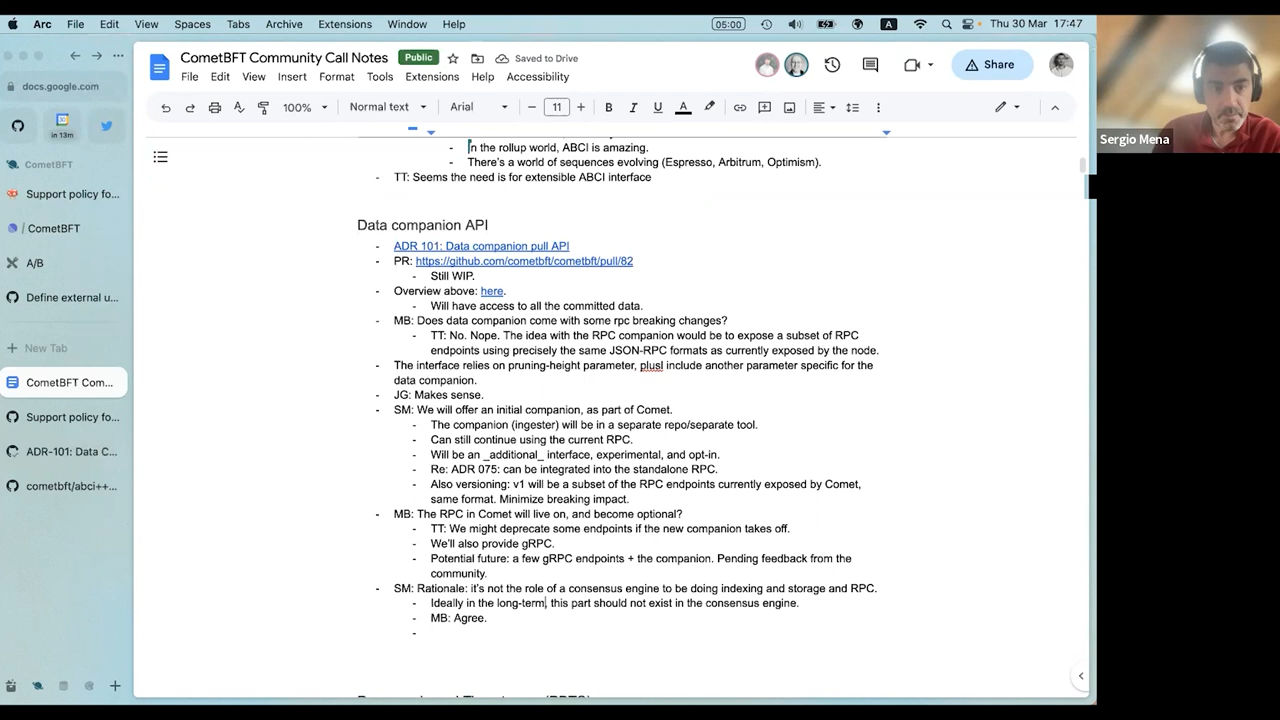 Arc File Edit View Spaces Tabs Archive Extensions Window Help 05:00 A Thu 30 Mar 17:47
docs.google.com
in 13m
CometBFT
Support policy fo...
/ CometBFT
A/B
Define external u...
New Tab
CometBFT Com...
Support policy fo...
ADR-101: Data C...
cometbft/abci++...
CometBFT Community Call Notes Public Saved to Drive
File Edit View Insert Format Tools Extensions Help Accessibility
Share
100% Normal text Arial 11 B I U A
- In the rollup world, ABCI is amazing.
- There's a world of sequences evolving (Espresso, Arbitrum, Optimism).
- TT: Seems the need is for extensible ABCI interface
Data companion API
- ADR 101: Data companion pull API
- PR: https://github.com/cometbft/cometbft/pull/82
- Still WIP.
- Overview above: here.
- Will have access to all the committed data.
- MB: Does data companion come with some rpc breaking changes?
- TT: No. Nope. The idea with the RPC companion would be to expose a subset of RPC
endpoints using precisely the same JSON-RPC formats as currently exposed by the node.
- The interface relies on pruning-height parameter, plusl include another parameter specific for the
data companion.
- JG: Makes sense.
- SM: We will offer an initial companion, as part of Comet.
- The companion (ingester) will be in a separate repo/separate tool.
- Can still continue using the current RPC.
- Will be an _additional_ interface, experimental, and opt-in.
- Re: ADR 075: can be integrated into the standalone RPC.
- Also versioning: v1 will be a subset of the RPC endpoints currently exposed by Comet,
same format. Minimize breaking impact.
- MB: The RPC in Comet will live on, and become optional?
- TT: We might deprecate some endpoints if the new companion takes off.
- We'll also provide gRPC.
- Potential future: a few gRPC endpoints + the companion. Pending feedback from the
community.
- SM: Rationale: it's not the role of a consensus engine to be doing indexing and storage and RPC.
- Ideally in the long-term, this part should not exist in the consensus engine.
- MB: Agree.
-
Sergio Mena